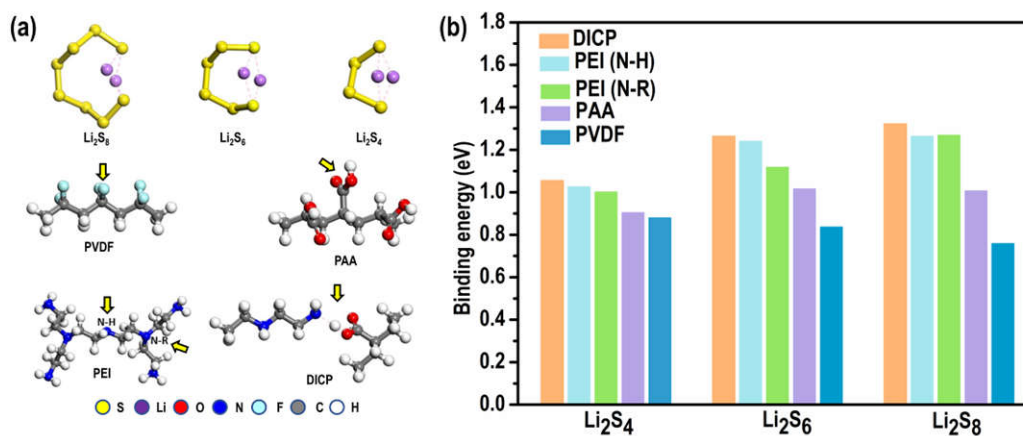 (a)
Li₂S₈
Li₂S₆
Li₂S₄
PVDF
PAA
N-H
N-R
PEI
DICP
S Li O N F C H
(b)
Binding energy (eV)
1.8
1.6
1.4
1.2
1.0
0.8
0.6
0.4
0.2
0.0
DICP
PEI (N-H)
PEI (N-R)
PAA
PVDF
Li₂S₄ Li₂S₆ Li₂S₈